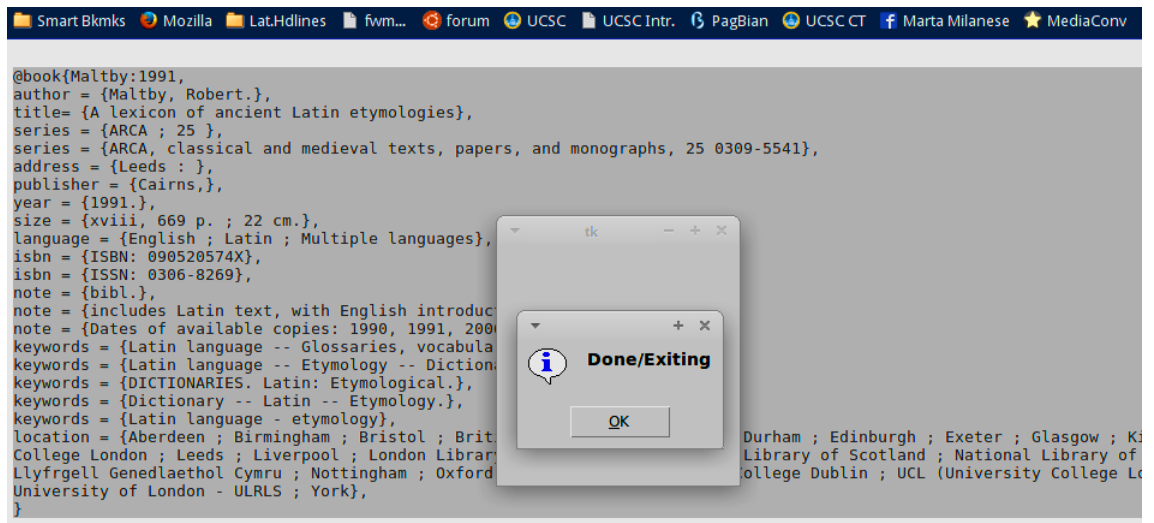 Smart Bkmks Mozilla Lat.Hdlines fwm... forum UCSC UCSC Intr. PagBian UCSC CT Marta Milanese MediaConv
@book{Maltby:1991,
author = {Maltby, Robert.},
title= {A lexicon of ancient Latin etymologies},
series = {ARCA ; 25 },
series = {ARCA, classical and medieval texts, papers, and monographs, 25 0309-5541},
address = {Leeds : },
publisher = {Cairns,},
year = {1991.},
size = {xviii, 669 p. ; 22 cm.},
language = {English ; Latin ; Multiple languages},
isbn = {ISBN: 090520574X},
isbn = {ISSN: 0306-8269},
note = {bibl.},
note = {includes Latin text, with English introduc
note = {Dates of available copies: 1990, 1991, 200
keywords = {Latin language -- Glossaries, vocabula
keywords = {Latin language -- Etymology -- Diction
keywords = {DICTIONARIES. Latin: Etymological.},
keywords = {Dictionary -- Latin -- Etymology.},
keywords = {Latin language - etymology},
location = {Aberdeen ; Birmingham ; Bristol ; Brit Durham ; Edinburgh ; Exeter ; Glasgow ; Ki
College London ; Leeds ; Liverpool ; London Library Library of Scotland ; National Library of
Llyfrgell Genedlaethol Cymru ; Nottingham ; Oxford College Dublin ; UCL (University College Lo
University of London - ULRLS ; York},
}
tk
Done/Exiting
OK